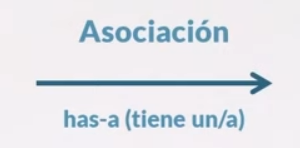 Asociación
has-a (tiene un/a)